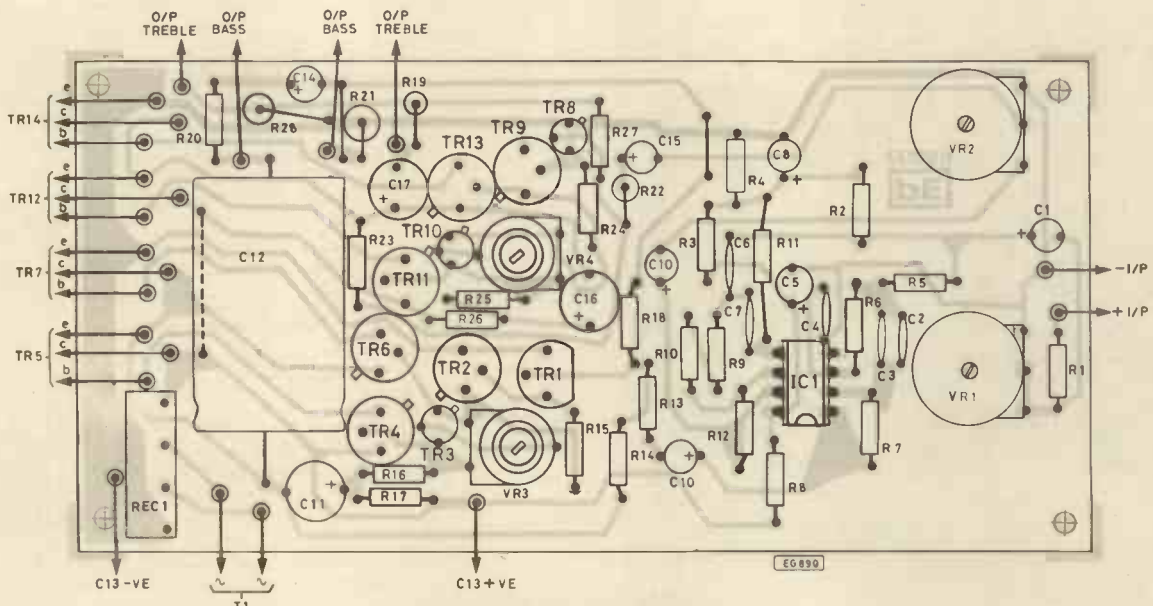 O/P TREBLE
O/P BASS
O/P BASS
O/P TREBLE
TR14
e
c
b
TR12
e
c
b
TR7
e
c
b
TR5
e
c
b
R20
R28
C14
R21
R19
TR8
TR9
TR13
R27
C15
R22
R24
C17
TR10
TR11
VR4
R23
C12
R25
R26
C16
TR6
TR2
TR1
TR4
TR3
VR3
R16
R17
C11
REC1
R15
R14
R13
R18
C10
C10
R3
R4
C8
R2
VR2
bE
C6
R11
C5
C7
C4
R6
R5
C2
C3
C1
-I/P
+I/P
R10
R9
IC1
R12
R8
R7
VR1
R1
C13-VE
~
~
T1
C13+VE
EG890